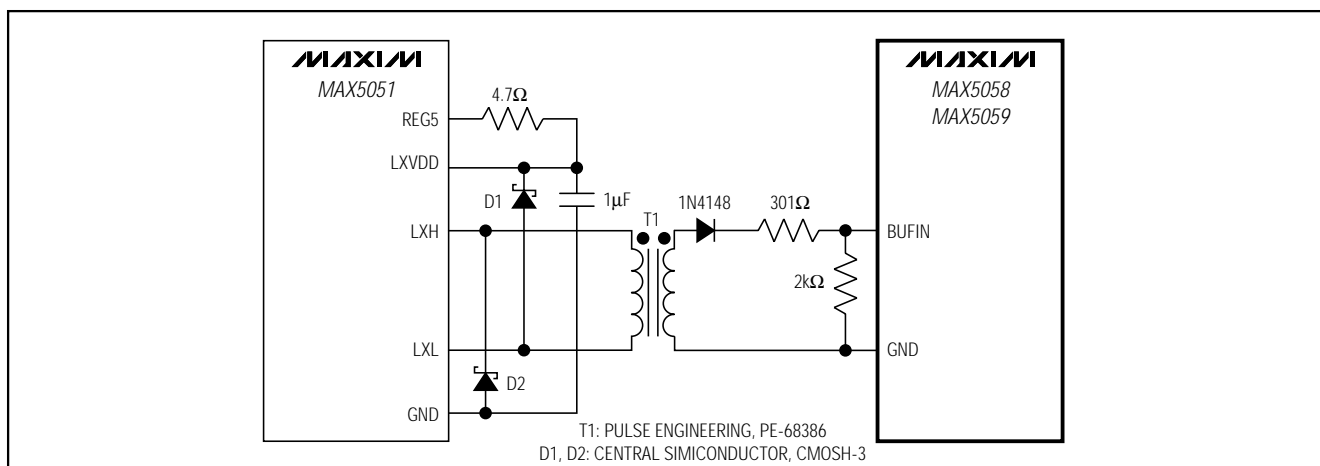 MAXIM
MAX5051
REG5
LXVDD
LXH
LXL
GND
4.7Ω
D1
1μF
D2
T1
1N4148
301Ω
2kΩ
MAXIM
MAX5058
MAX5059
BUFIN
GND
T1: PULSE ENGINEERING, PE-68386
D1, D2: CENTRAL SIMICONDUCTOR, CMOSH-3